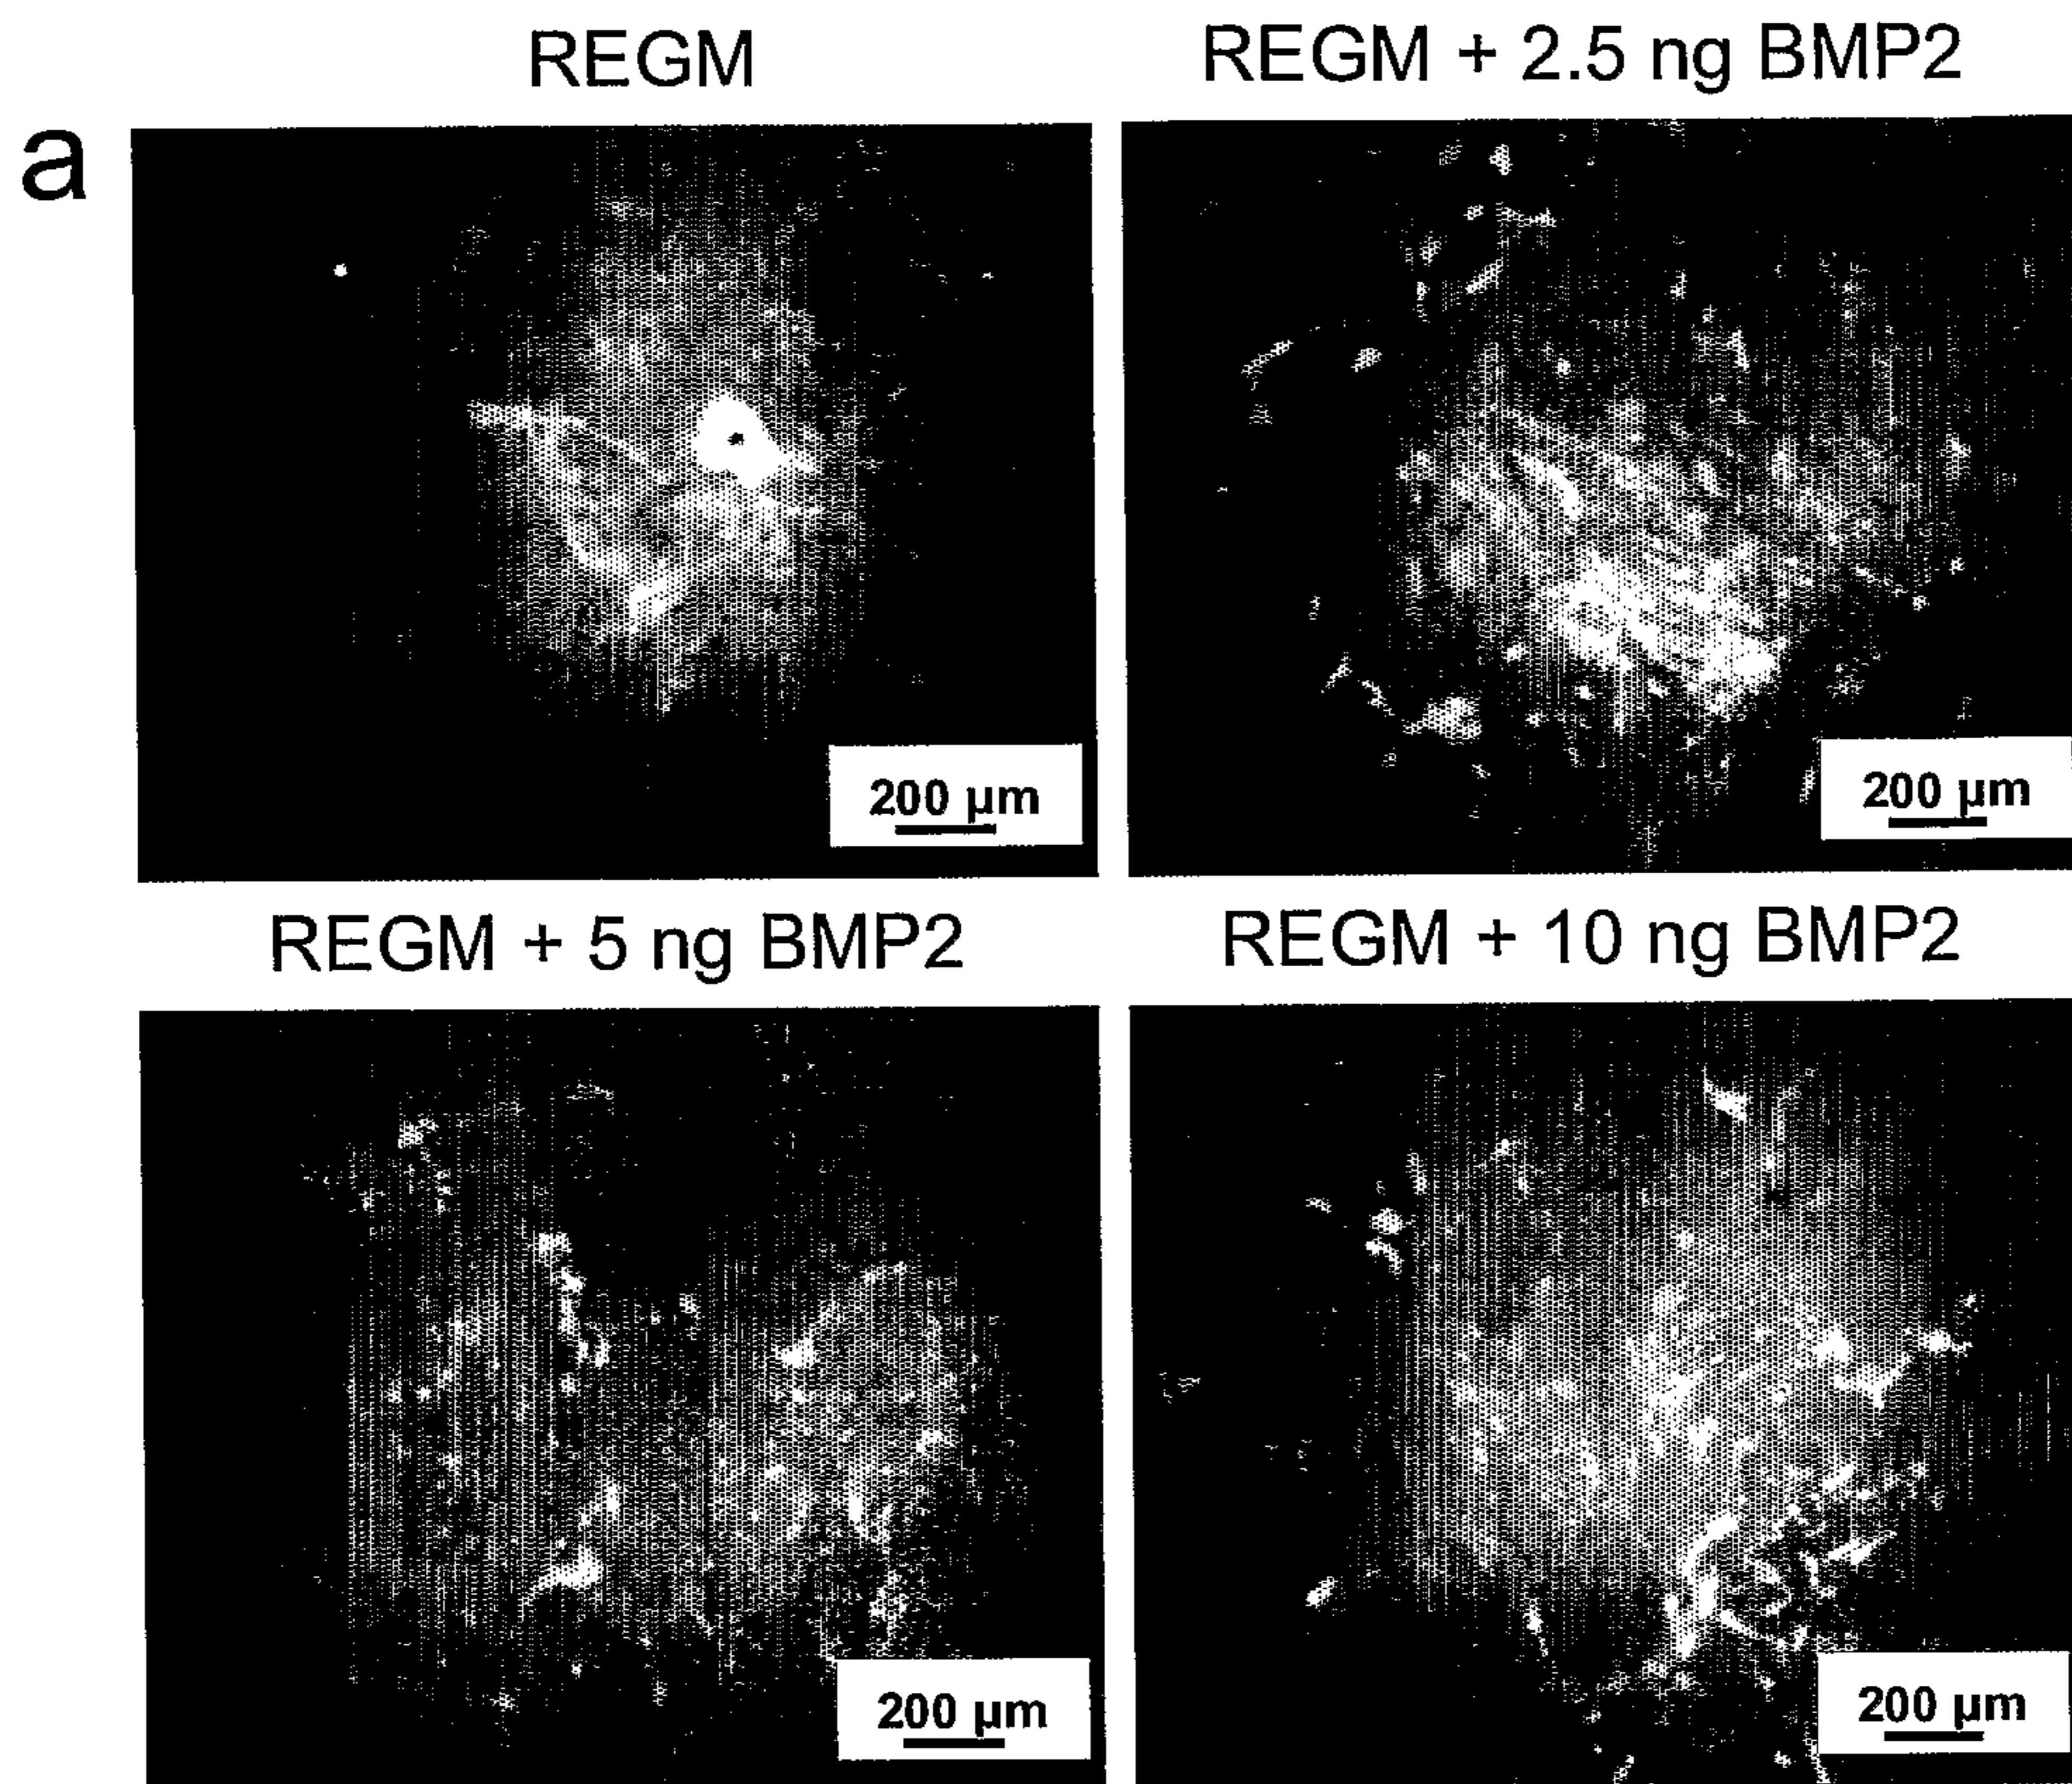 REGM
REGM + 2.5 ng BMP2
a
200 µm
200 µm
REGM + 5 ng BMP2
REGM + 10 ng BMP2
200 µm
200 µm